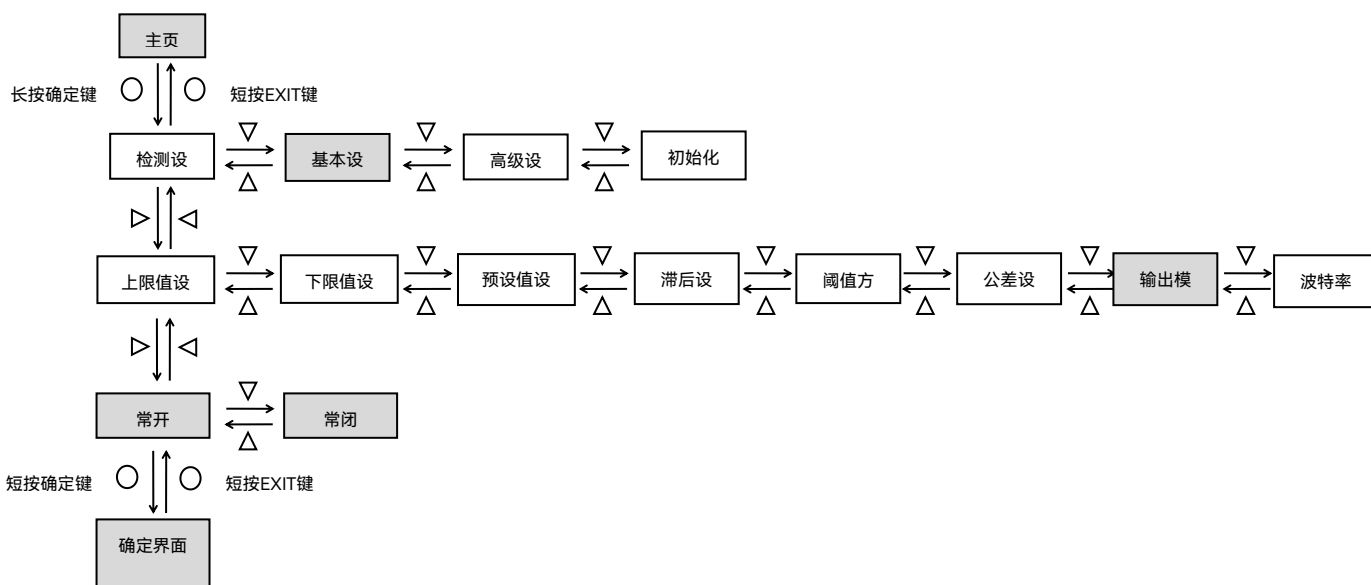 主页
长按确定键
短按EXIT键
检测设
基本设
高级设
初始化
上限值设
下限值设
预设值设
滞后设
阈值方
公差设
输出模
波特率
常开
常闭
短按确定键
短按EXIT键
确定界面